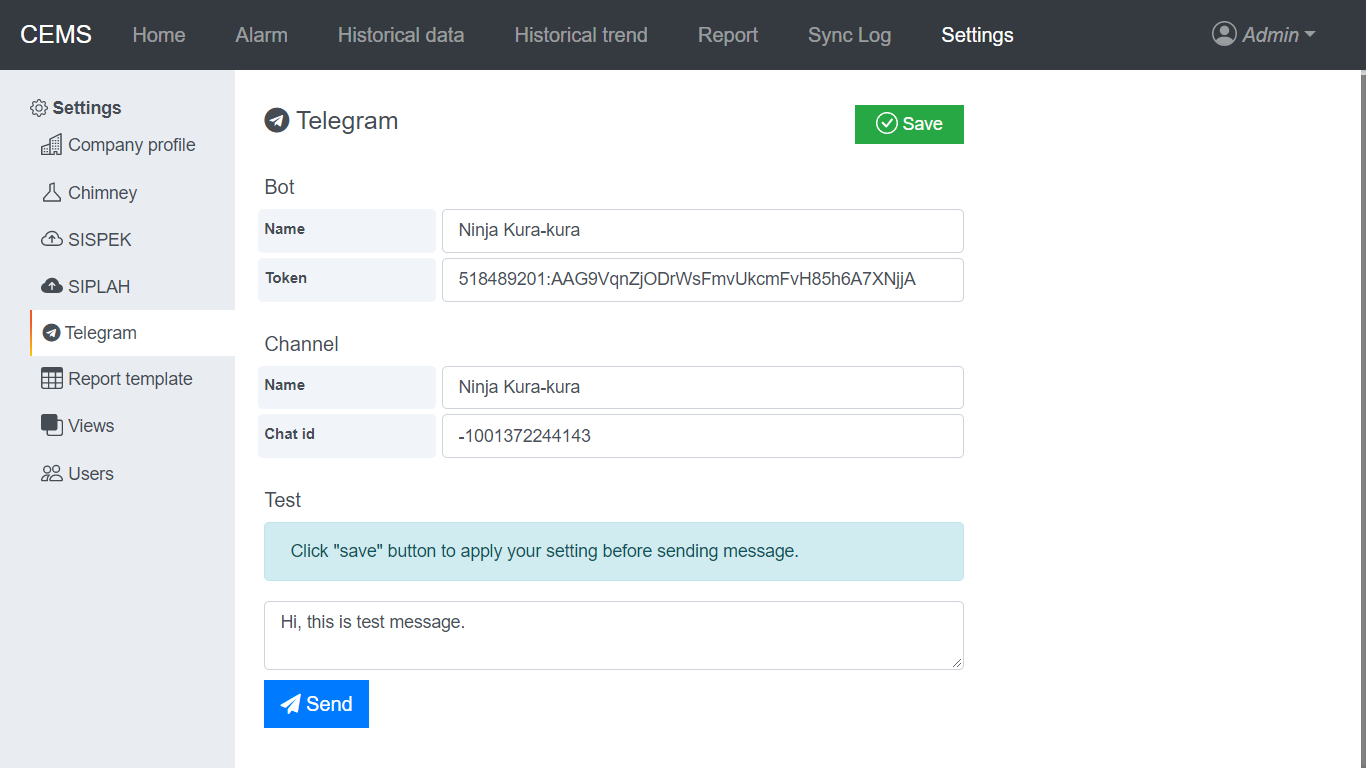 CEMS Home Alarm Historical data Historical trend Report Sync Log Settings Admin
Settings
Company profile
Chimney
SISPEK
SIPLAH
Telegram
Report template
Views
Users
Telegram
Save
Bot
Name Ninja Kura-kura
Token 518489201:AAG9VqnZjODrWsFmvUkcmFvH85h6A7XNjjA
Channel
Name Ninja Kura-kura
Chat id -1001372244143
Test
Click "save" button to apply your setting before sending message.
Hi, this is test message.
Send